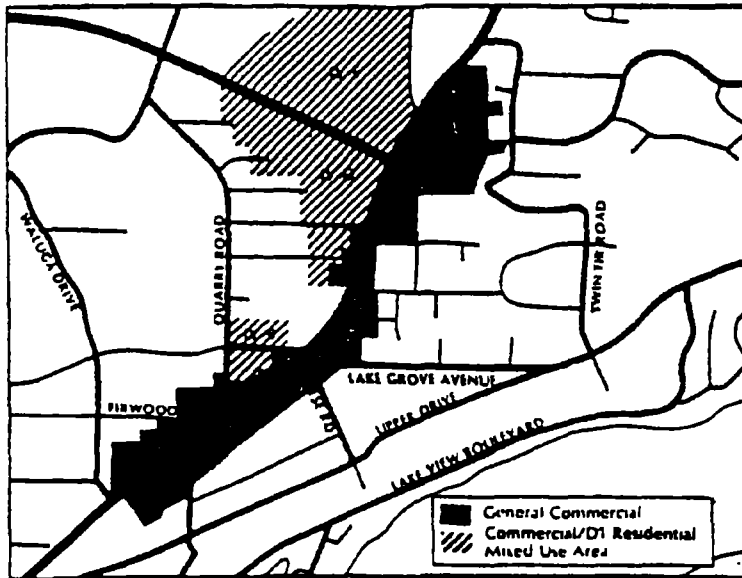 WALUGA DRIVE
QUARRY ROAD
TWIN FIR ROAD
LAKE GROVE AVENUE
FIRWOOD
UPPER DRIVE
LAKE VIEW BOULEVARD
General Commercial
Commercial/D1 Residential
Mixed Use Area